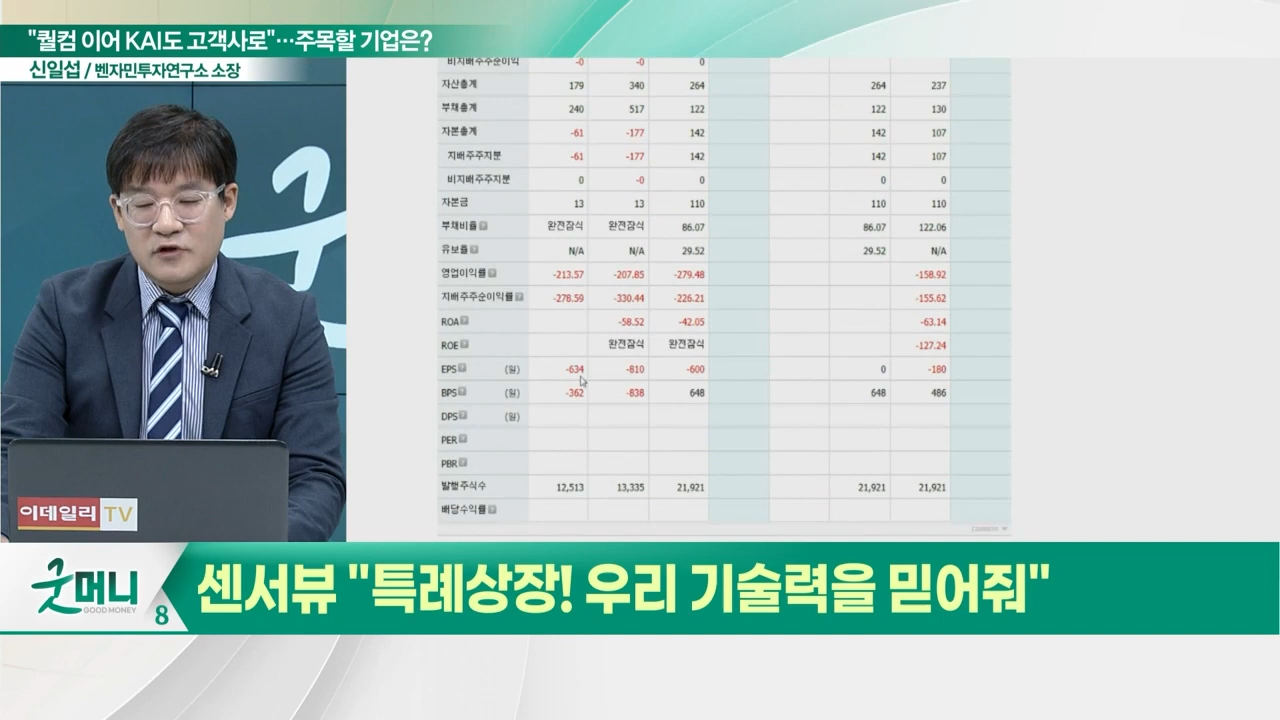 "퀄컴 이어 KAI도 고객사로"…주목할 기업은?
신일섭 / 벤자민투자연구소 소장
비지배주주순이익 -0 -0 0
자산총계 179 340 264 264 237
부채총계 240 517 122 122 130
자본총계 -61 -177 142 142 107
지배주주지분 -61 -177 142 142 107
비지배주주지분 0 -0 0 0 0
자본금 13 13 110 110 110
부채비율 완전잠식 완전잠식 86.07 86.07 122.06
유보율 N/A N/A 29.52 29.52 N/A
영업이익률 -213.57 -207.85 -279.48 -158.92
지배주주순이익률 -278.59 -330.44 -226.21 -155.62
ROA -58.52 -42.05 -63.14
ROE 완전잠식 완전잠식 -127.24
EPS (원) -634 -810 -600 0 -180
BPS (원) -362 -838 648 648 486
DPS (원)
PER
PBR
발행주식수 12,513 13,335 21,921 21,921 21,921
배당수익률
이데일리 TV
굿머니
GOOD MONEY
8
센서뷰 "특례상장! 우리 기술력을 믿어줘"